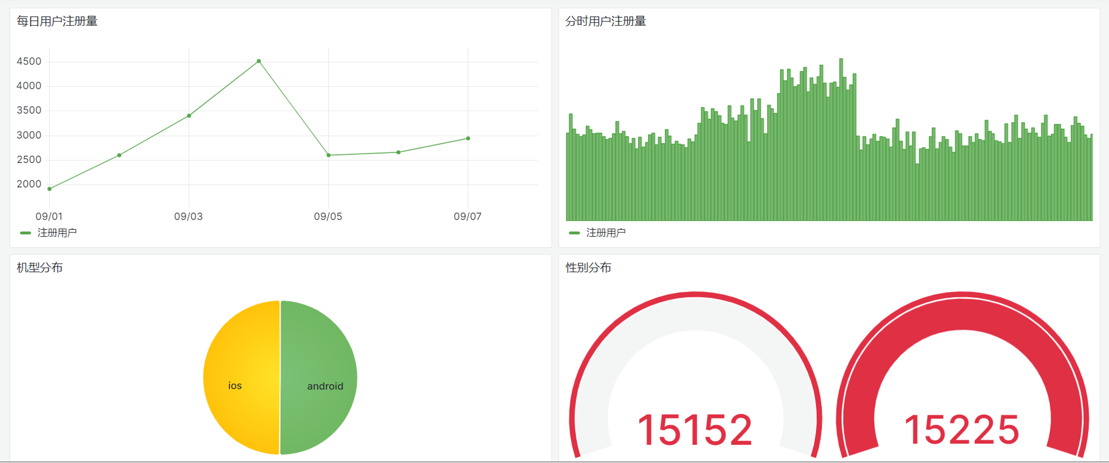 每日用户注册量
4500
4000
3500
3000
2500
2000
09/01
09/03
09/05
09/07
注册用户
分时用户注册量
注册用户
机型分布
ios
android
性别分布
15152
15225